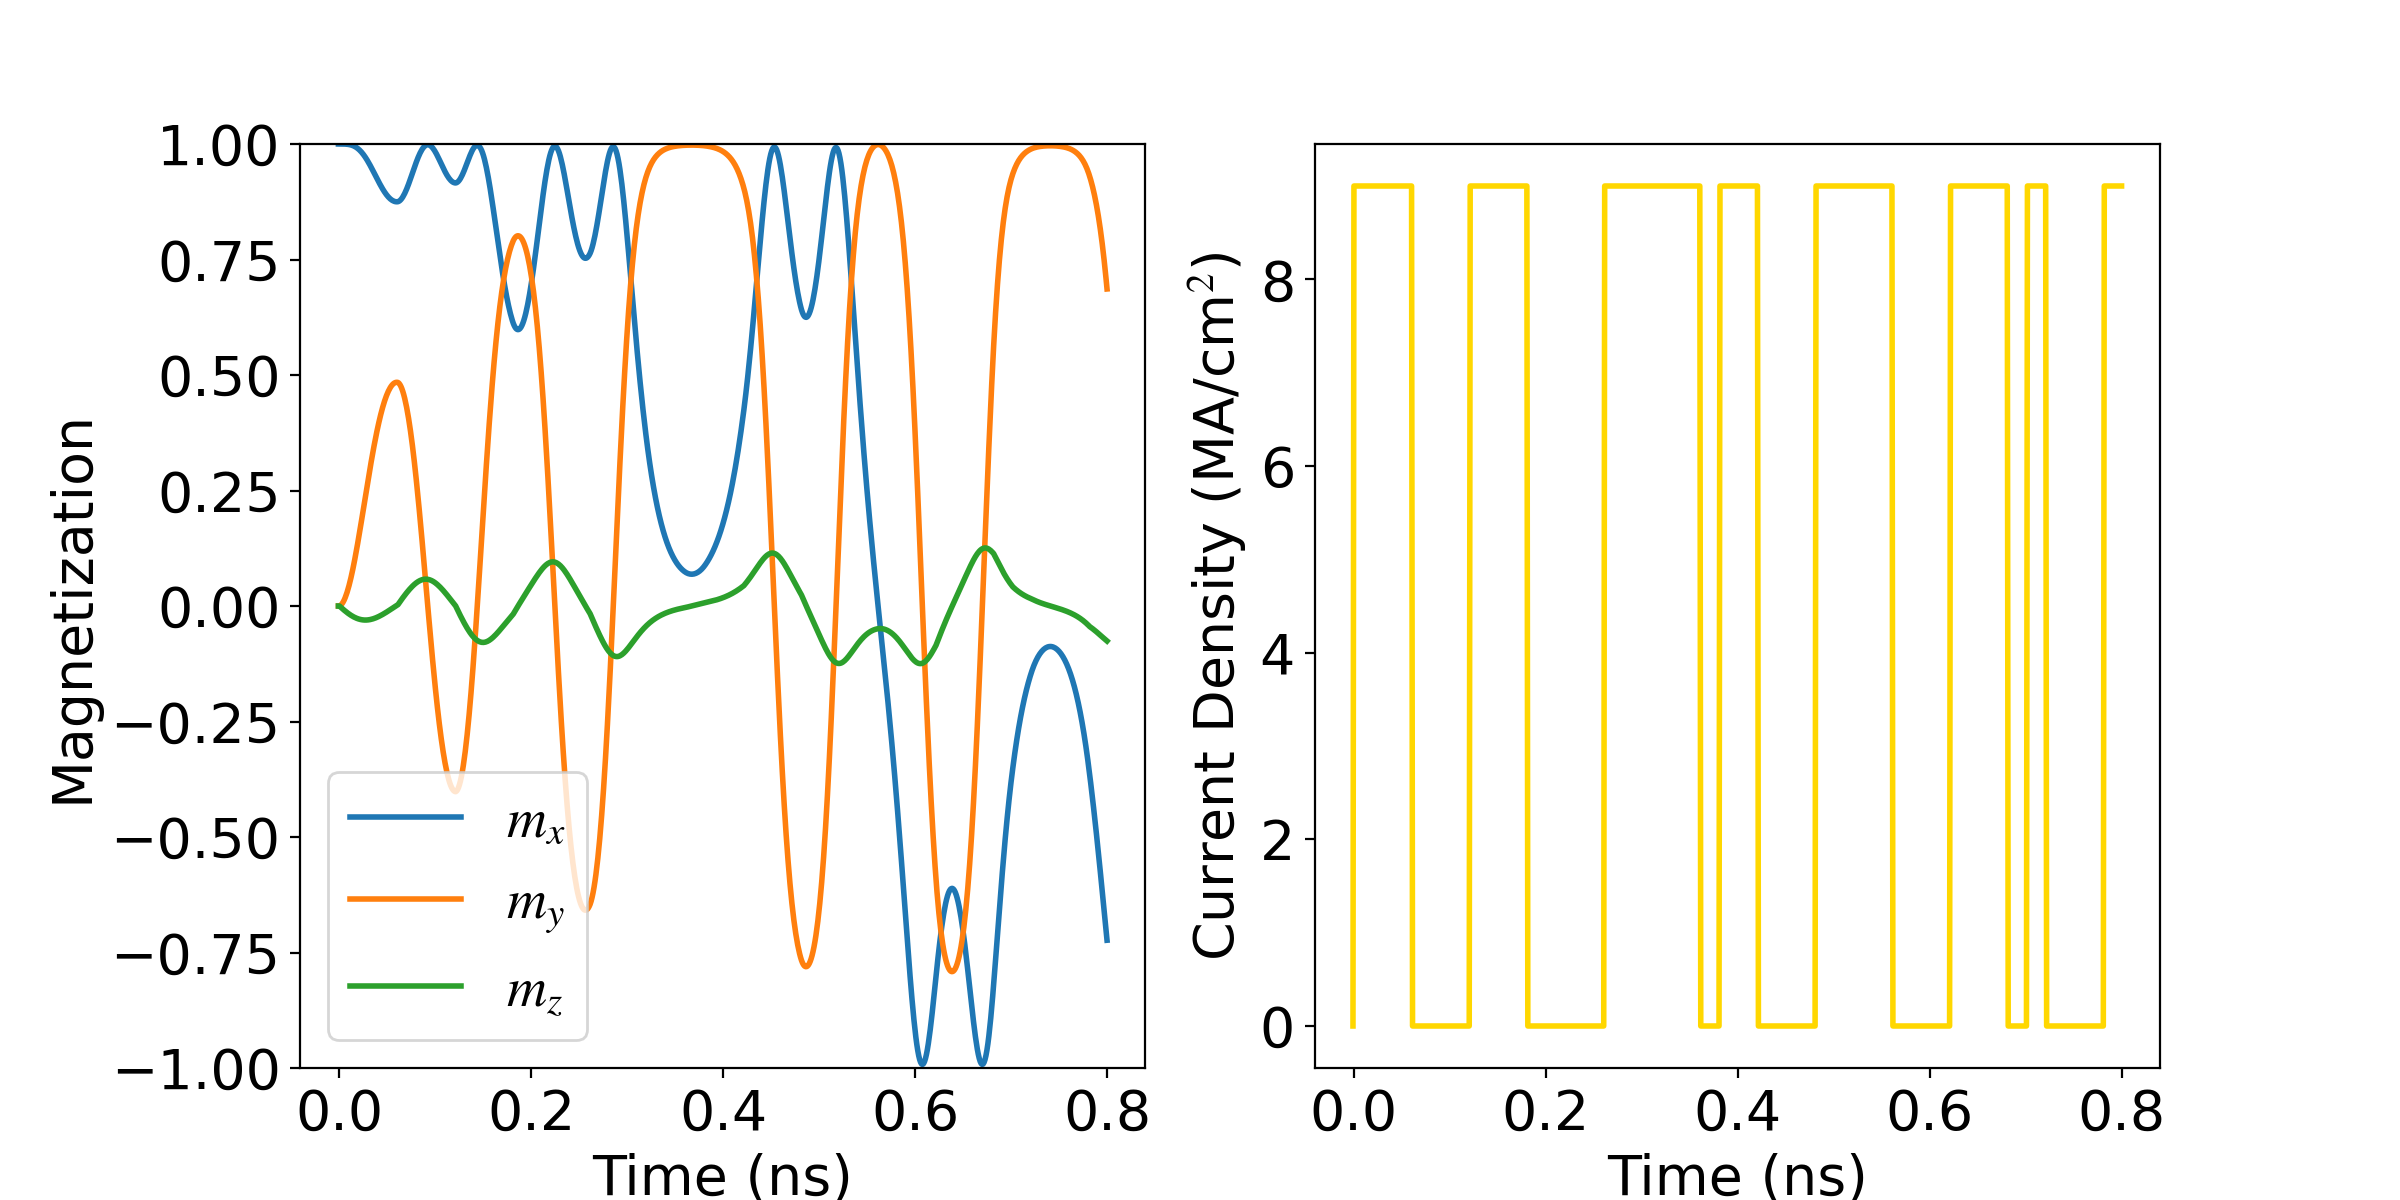 Magnetization
1.00
0.75
0.50
0.25
0.00
−0.25
−0.50
−0.75
−1.00
m_x
m_y
m_z
0.0 0.2 0.4 0.6 0.8
Time (ns)
Current Density (MA/cm²)
8
6
4
2
0
0.0 0.2 0.4 0.6 0.8
Time (ns)